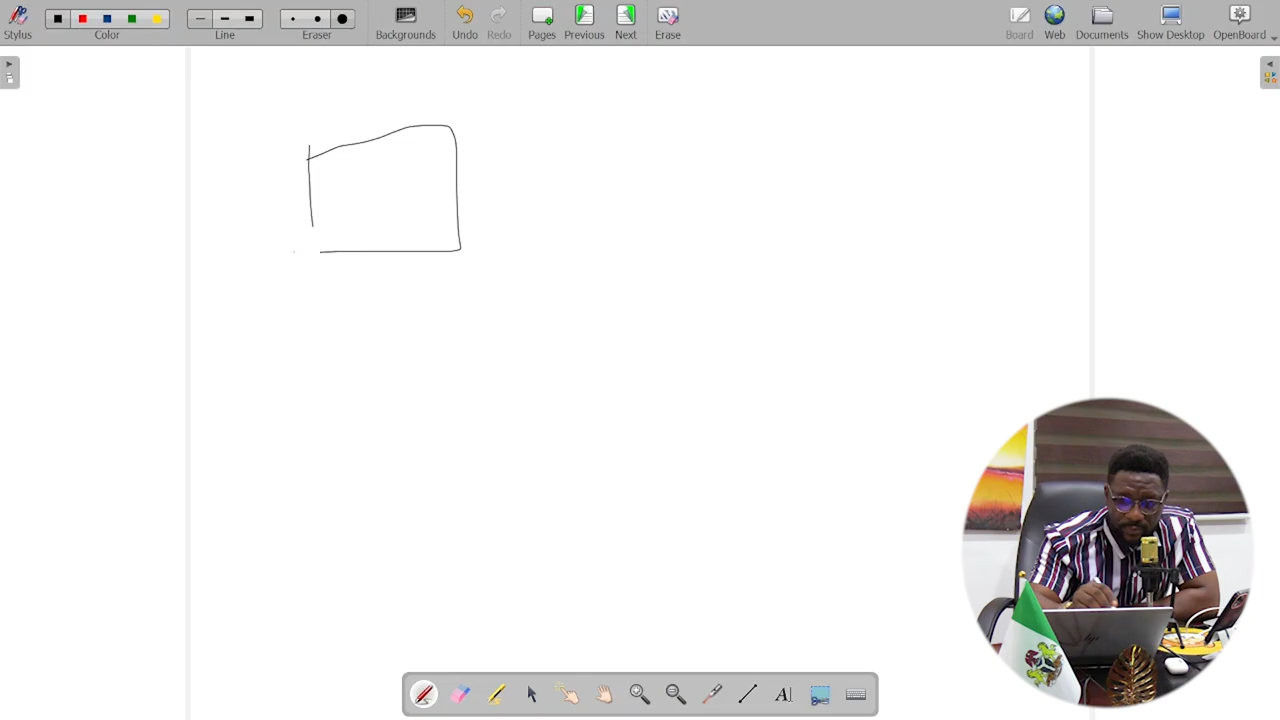 Stylus
Color
Line
Eraser
Backgrounds
Undo
Redo
Pages
Previous
Next
Erase
Board
Web
Documents
Show Desktop
OpenBoard